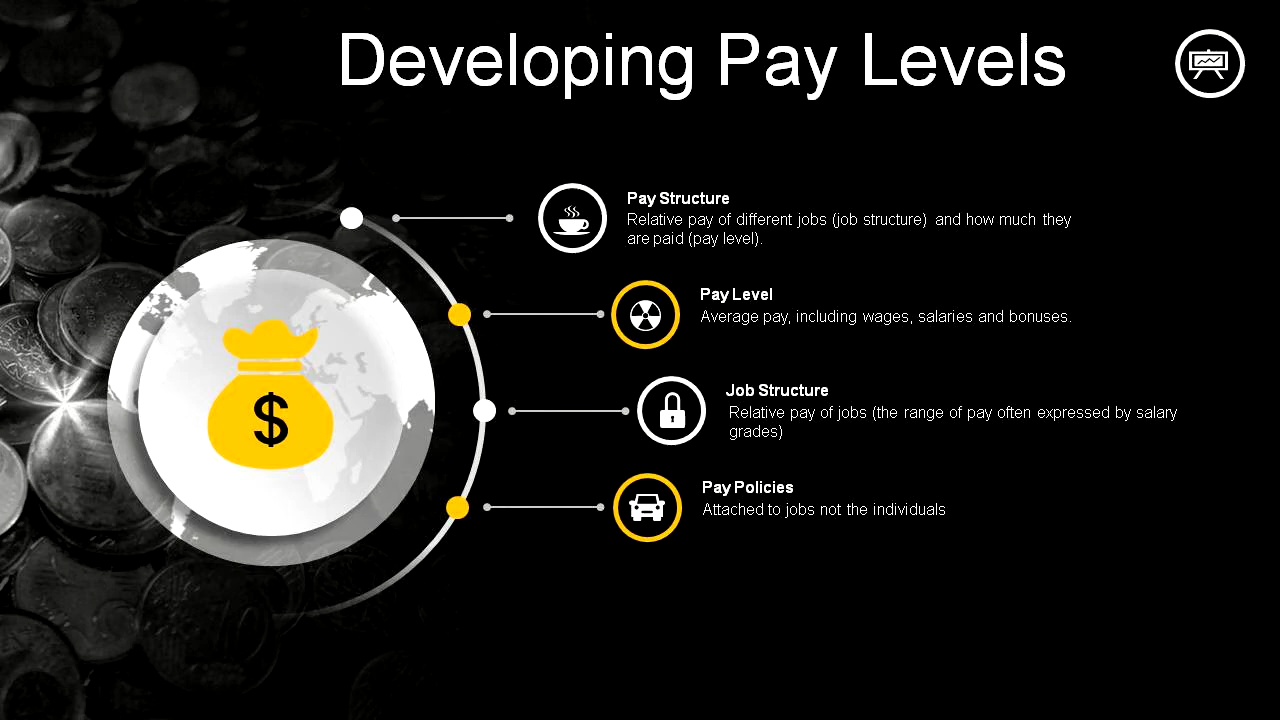 Developing Pay Levels
Pay Structure
Relative pay of different jobs (job structure) and how much they
are paid (pay level).
Pay Level
Average pay, including wages, salaries and bonuses.
Job Structure
Relative pay of jobs (the range of pay often expressed by salary
grades)
Pay Policies
Attached to jobs not the individuals
$